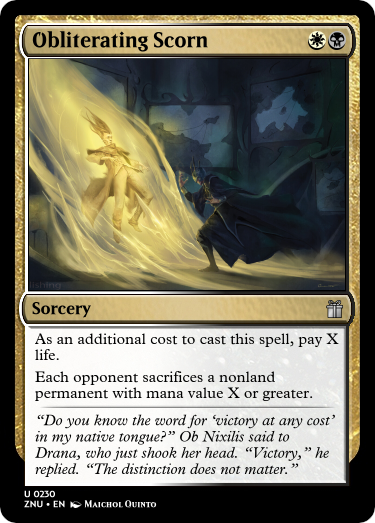 Obliterating Scorn
Sorcery
As an additional cost to cast this spell, pay X
life.
Each opponent sacrifices a nonland
permanent with mana value X or greater.
“Do you know the word for ‘victory at any cost’
in my native tongue?” Ob Nixilis said to
Drana, who just shook her head. “Victory,” he
replied. “The distinction does not matter.”
U 0230
ZNU • EN Maichol Quinto